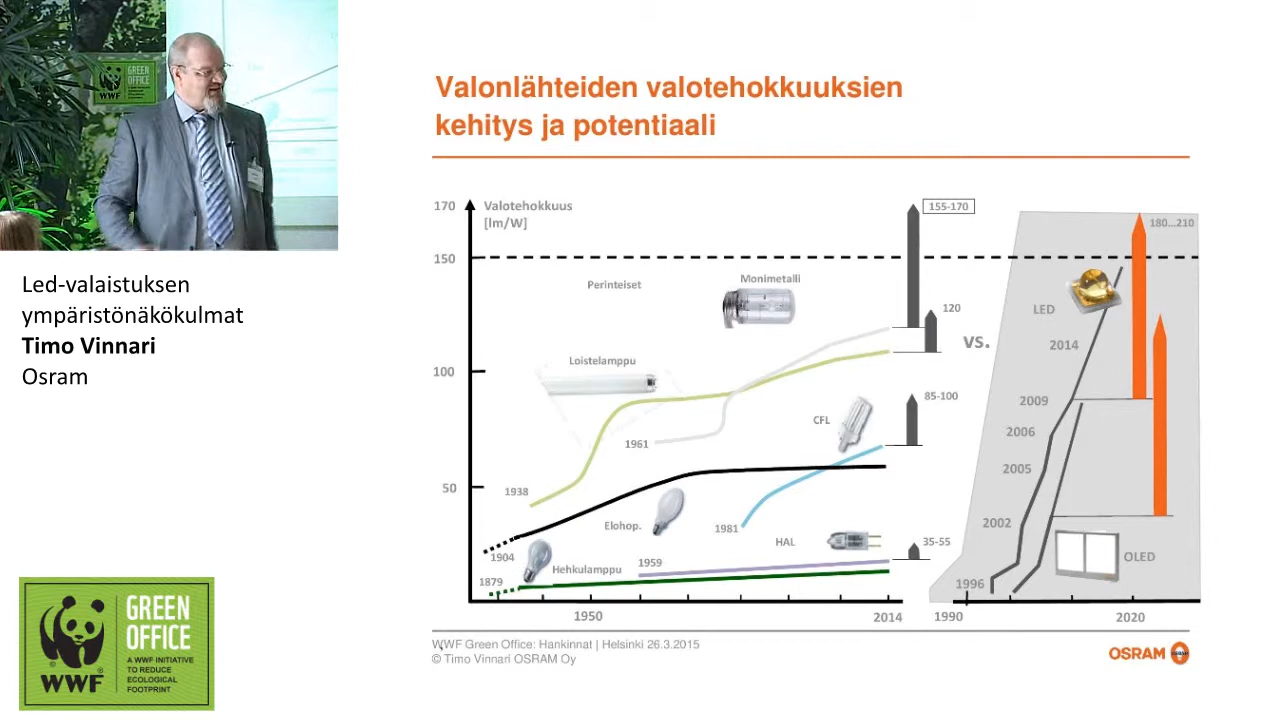 GREEN
OFFICE
WWF
Led-valaistuksen
ympäristönäkökulmat
Timo Vinnari
Osram
GREEN
OFFICE
A WWF INITIATIVE
TO REDUCE
ECOLOGICAL
FOOTPRINT
WWF
Valonlähteiden valotehokkuuksien
kehitys ja potentiaali
170
Valotehokkuus
[lm/W]
155-170
180...210
150
Perinteiset
Monimetalli
LED
120
vs.
2014
Loistelamppu
100
85-100
2009
CFL
1961
2006
2005
50
1938
Elohop.
1981
2002
HAL
35-55
1904
Hehkulamppu
1959
OLED
1879
1996
1950
2014
1990
2020
WWF Green Office: Hankinnat | Helsinki 26.3.2015
© Timo Vinnari OSRAM Oy
OSRAM